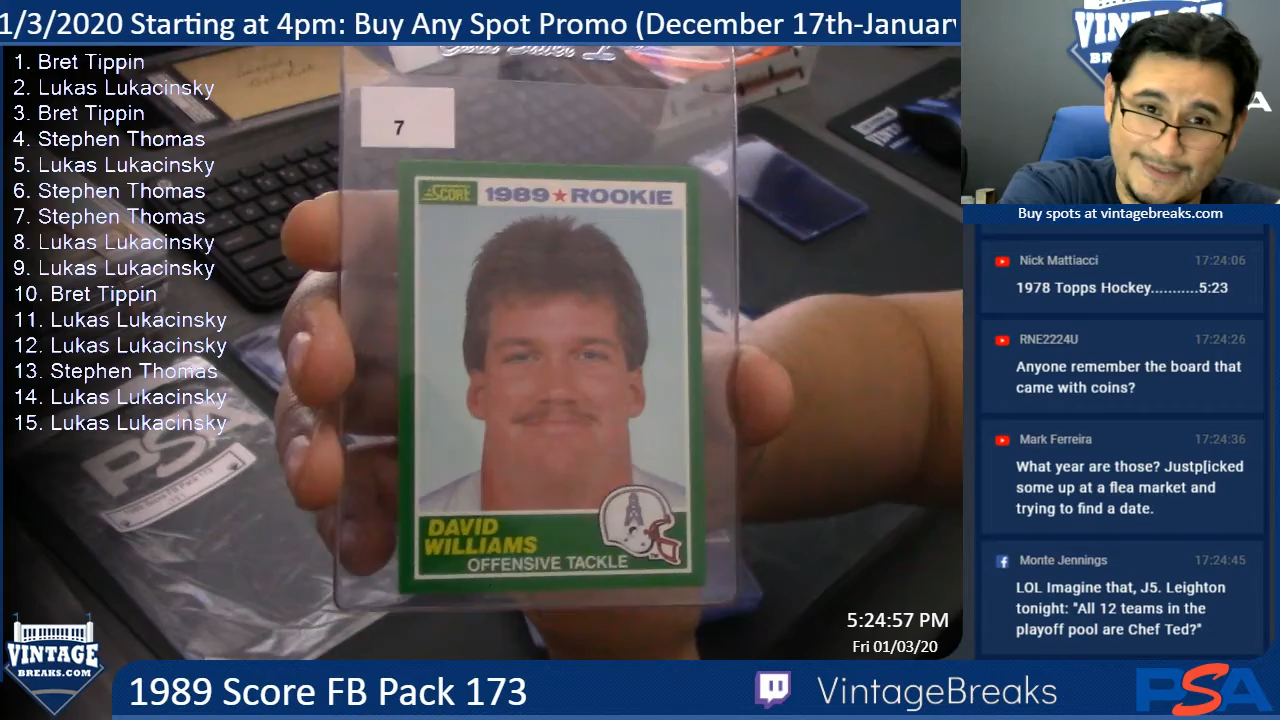 1/3/2020 Starting at 4pm: Buy Any Spot Promo (December 17th-Januar
1. Bret Tippin
2. Lukas Lukacinsky
3. Bret Tippin
4. Stephen Thomas
5. Lukas Lukacinsky
6. Stephen Thomas
7. Stephen Thomas
8. Lukas Lukacinsky
9. Lukas Lukacinsky
10. Bret Tippin
11. Lukas Lukacinsky
12. Lukas Lukacinsky
13. Stephen Thomas
14. Lukas Lukacinsky
15. Lukas Lukacinsky
7
SCORE 1989 ★ ROOKIE
DAVID
WILLIAMS
OFFENSIVE TACKLE
TM
PSA
1989 Score FB Pack 173
VINTAGE
A
Buy spots at vintagebreaks.com
Nick Mattiacci 17:24:06
1978 Topps Hockey...........5:23
RNE2224U 17:24:26
Anyone remember the board that
came with coins?
Mark Ferreira 17:24:36
What year are those? Justp[icked
some up at a flea market and
trying to find a date.
Monte Jennings 17:24:45
LOL Imagine that, J5. Leighton
tonight: "All 12 teams in the
playoff pool are Chef Ted?"
5:24:57 PM
Fri 01/03/20
VINTAGE
BREAKS.COM
1989 Score FB Pack 173
VintageBreaks
PSA